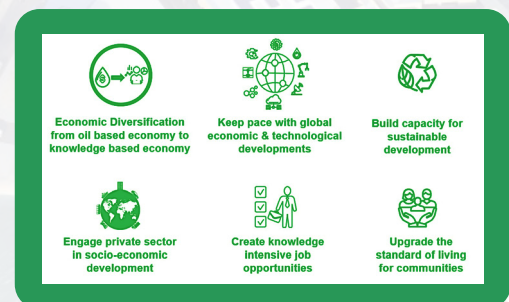 Economic Diversification
from oil based economy to
knowledge based economy
Keep pace with global
economic & technological
developments
Build capacity for
sustainable
development
Engage private sector
in socio-economic
development
Create knowledge
intensive job
opportunities
Upgrade the
standard of living
for communities